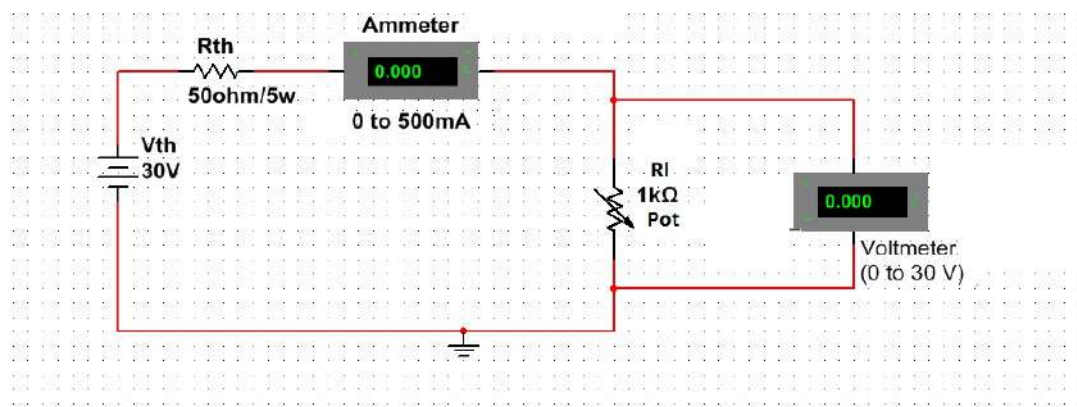 Ammeter
Rth
0.000
50ohm/5w
0 to 500mA
Vth
30V
Rl
1kΩ
Pot
0.000
Voltmeter
(0 to 30 V)